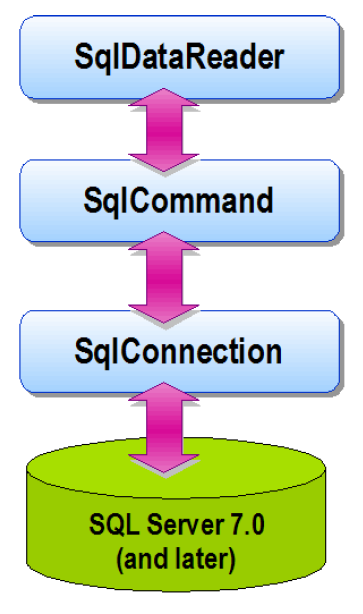 SqlDataReader
SqlCommand
SqlConnection
SQL Server 7.0
(and later)